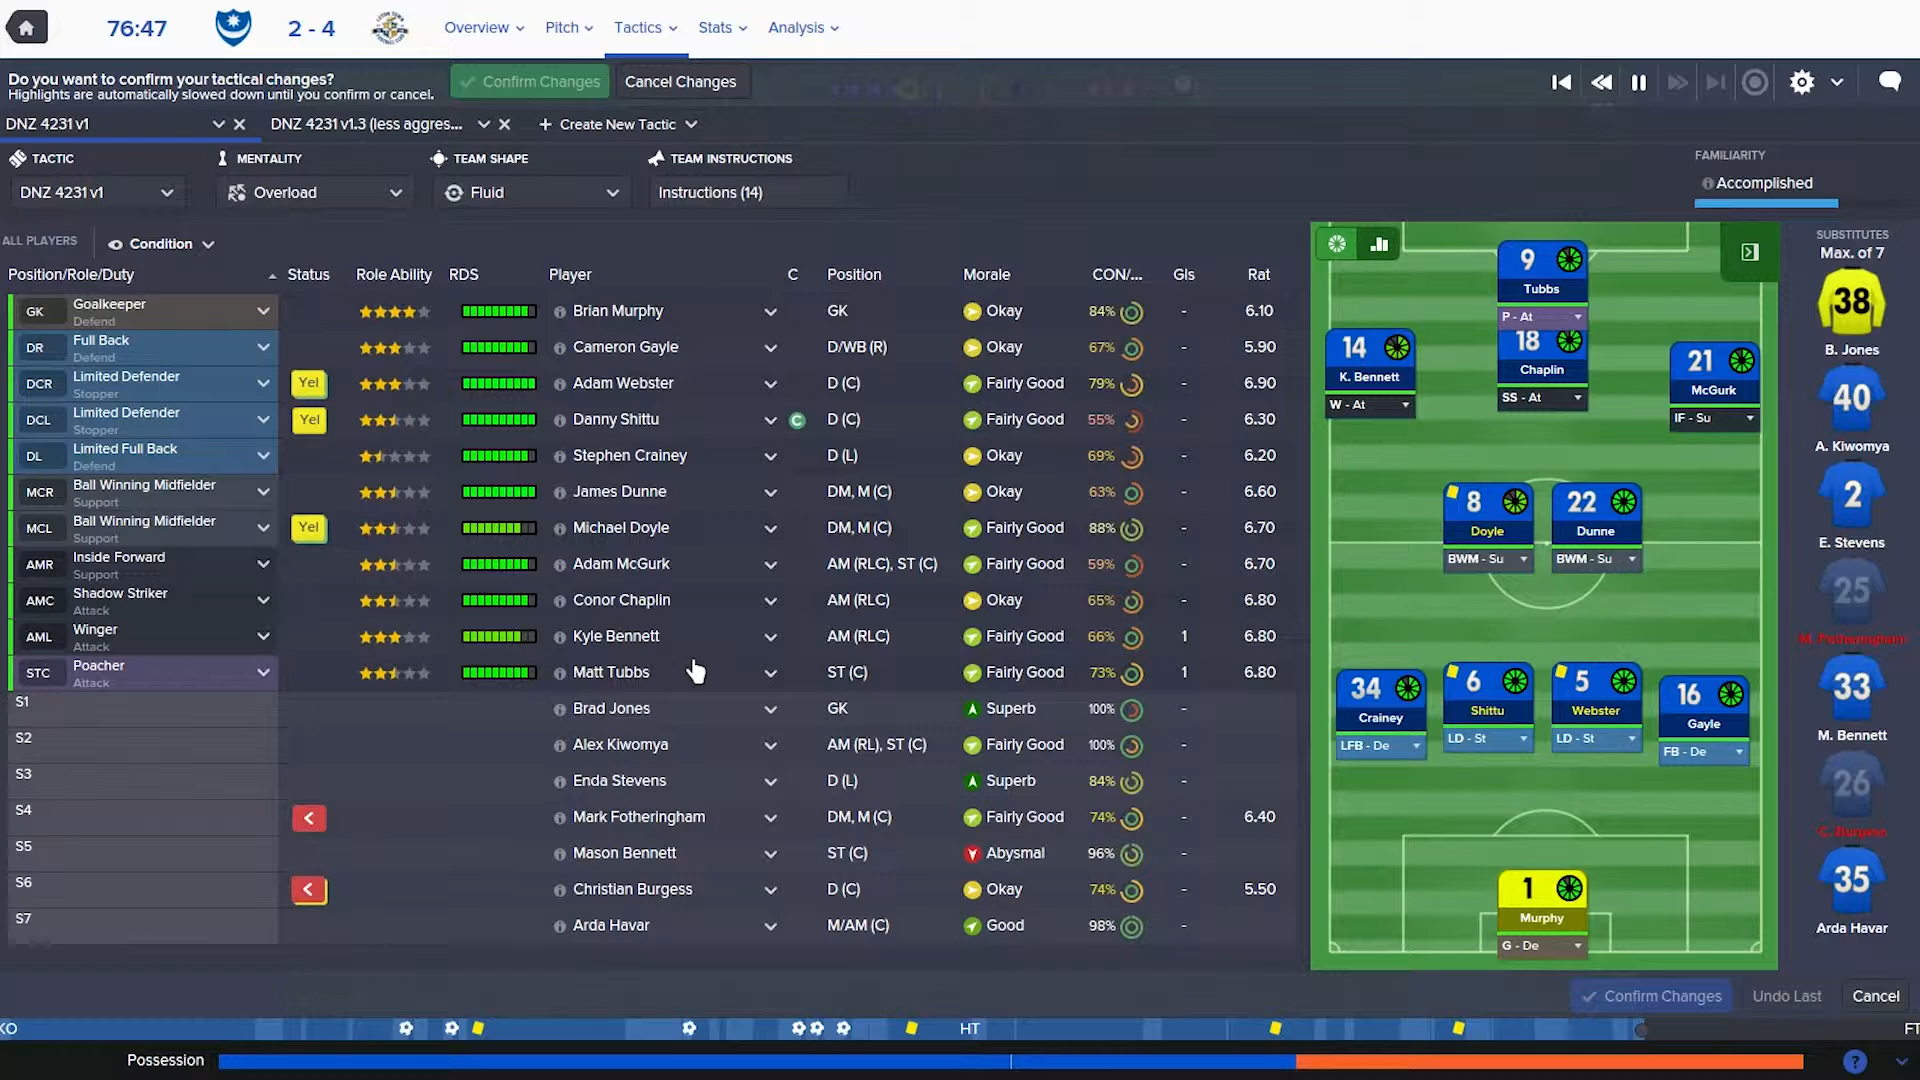 76:47
2 - 4
Overview
Pitch
Tactics
Stats
Analysis
Do you want to confirm your tactical changes?
Highlights are automatically slowed down until you confirm or cancel.
Confirm Changes
Cancel Changes
DNZ 4231 v1
DNZ 4231 v1.3 (less aggres...
Create New Tactic
TACTIC
MENTALITY
TEAM SHAPE
TEAM INSTRUCTIONS
FAMILIARITY
DNZ 4231 v1
Overload
Fluid
Instructions (14)
Accomplished
ALL PLAYERS
Condition
Position/Role/Duty Status Role Ability RDS Player C Position Morale CON/... Gls Rat
GK Goalkeeper Defend Brian Murphy GK Okay 84% - 6.10
DR Full Back Defend Cameron Gayle D/WB (R) Okay 67% - 5.90
DCR Limited Defender Stopper Yel Adam Webster D (C) Fairly Good 79% - 6.90
DCL Limited Defender Stopper Yel Danny Shittu C D (C) Fairly Good 55% - 6.30
DL Limited Full Back Defend Stephen Crainey D (L) Okay 69% - 6.20
MCR Ball Winning Midfielder Support James Dunne DM, M (C) Okay 63% - 6.60
MCL Ball Winning Midfielder Support Yel Michael Doyle DM, M (C) Fairly Good 88% - 6.70
AMR Inside Forward Support Adam McGurk AM (RLC), ST (C) Fairly Good 59% - 6.70
AMC Shadow Striker Attack Conor Chaplin AM (RLC) Okay 65% - 6.80
AML Winger Attack Kyle Bennett AM (RLC) Fairly Good 66% 1 6.80
STC Poacher Attack Matt Tubbs ST (C) Fairly Good 73% 1 6.80
S1 Brad Jones GK Superb 100% -
S2 Alex Kiwomya AM (RL), ST (C) Fairly Good 100% -
S3 Enda Stevens D (L) Superb 84% -
S4 Mark Fotheringham DM, M (C) Fairly Good 74% - 6.40
S5 Mason Bennett ST (C) Abysmal 96% -
S6 Christian Burgess D (C) Okay 74% - 5.50
S7 Arda Havar M/AM (C) Good 98% -
9
Tubbs
P - At
14
K. Bennett
W - At
18
Chaplin
SS - At
21
McGurk
IF - Su
8
Doyle
BWM - Su
22
Dunne
BWM - Su
34
Crainey
LFB - De
6
Shittu
LD - St
5
Webster
LD - St
16
Gayle
FB - De
1
Murphy
G - De
SUBSTITUTES
Max. of 7
38
B. Jones
40
A. Kiwomya
2
E. Stevens
25
M. Fotheringham
33
M. Bennett
26
C. Burgess
35
Arda Havar
Confirm Changes
Undo Last
Cancel
KO
HT
FT
Possession
?